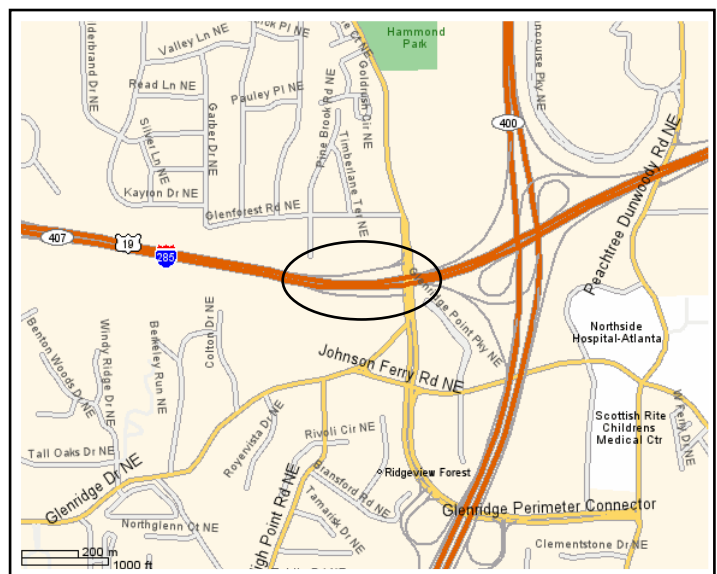 Hammond
Park
Valley Ln NE
Read Ln NE
Garber Dr NE
Pauley Pl NE
Silver Ln NE
Kayron Dr NE
Pine Brook Rd NE
Goldrush Cir NE
Timberlane Ter NE
Glenforest Rd NE
400
Peachtree Dunwoody Rd NE
407
19
285
Glenridge Point Pky NE
Northside
Hospital-Atlanta
Benton Woods Dr NE
Windy Ridge Dr NE
Berkeley Run NE
Colton Dr NE
Johnson Ferry Rd NE
Scottish Rite
Childrens
Medical Ctr
W Ferry Dr NE
Royervista Dr NE
Rivoli Cir NE
Tall Oaks Dr NE
Glenridge Dr NE
Bransford Rd NE
Ridgeview Forest
Tamarisk Dr NE
Northglenn Ct NE
Glenridge Perimeter Connector
Clementstone Dr NE
200 m
1000 ft